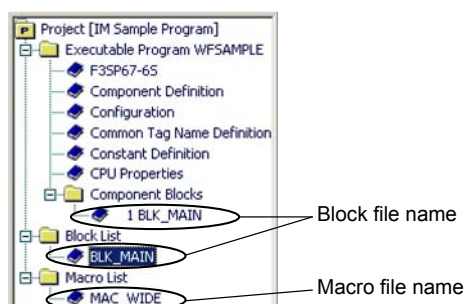 Project [IM Sample Program]
Executable Program WFSAMPLE
F3SP67-6S
Component Definition
Configuration
Common Tag Name Definition
Constant Definition
CPU Properties
Component Blocks
1 BLK_MAIN
Block file name
Block List
BLK_MAIN
Macro List
Macro file name
MAC_WIDE